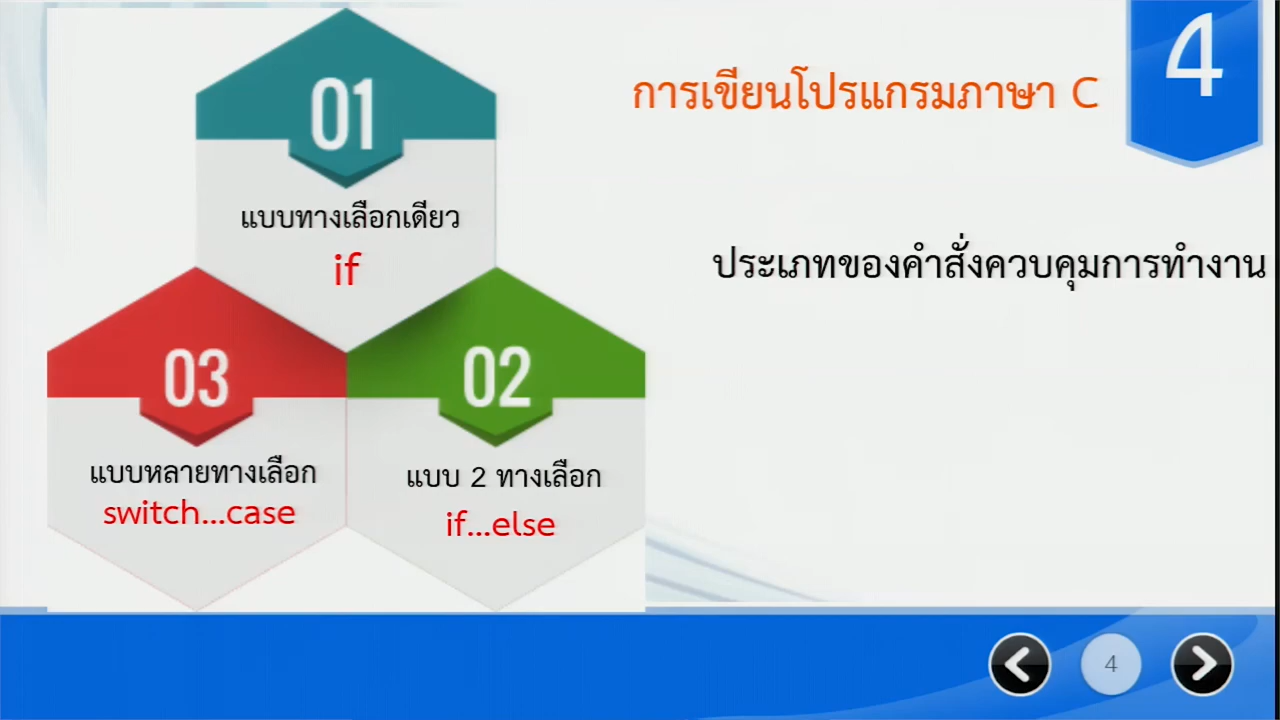 4
การเขียนโปรแกรมภาษา C
ประเภทของคำสั่งควบคุมการทำงาน
01
แบบทางเลือกเดียว
if
02
แบบ 2 ทางเลือก
if...else
03
แบบหลายทางเลือก
switch...case
4